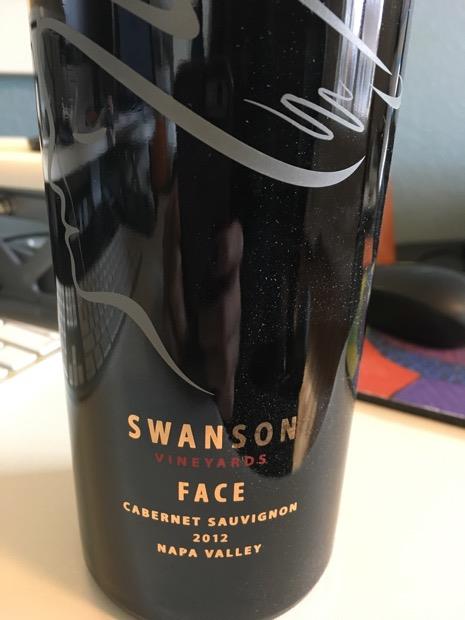 SWANSON
VINEYARDS
FACE
CABERNET SAUVIGNON
2012
NAPA VALLEY